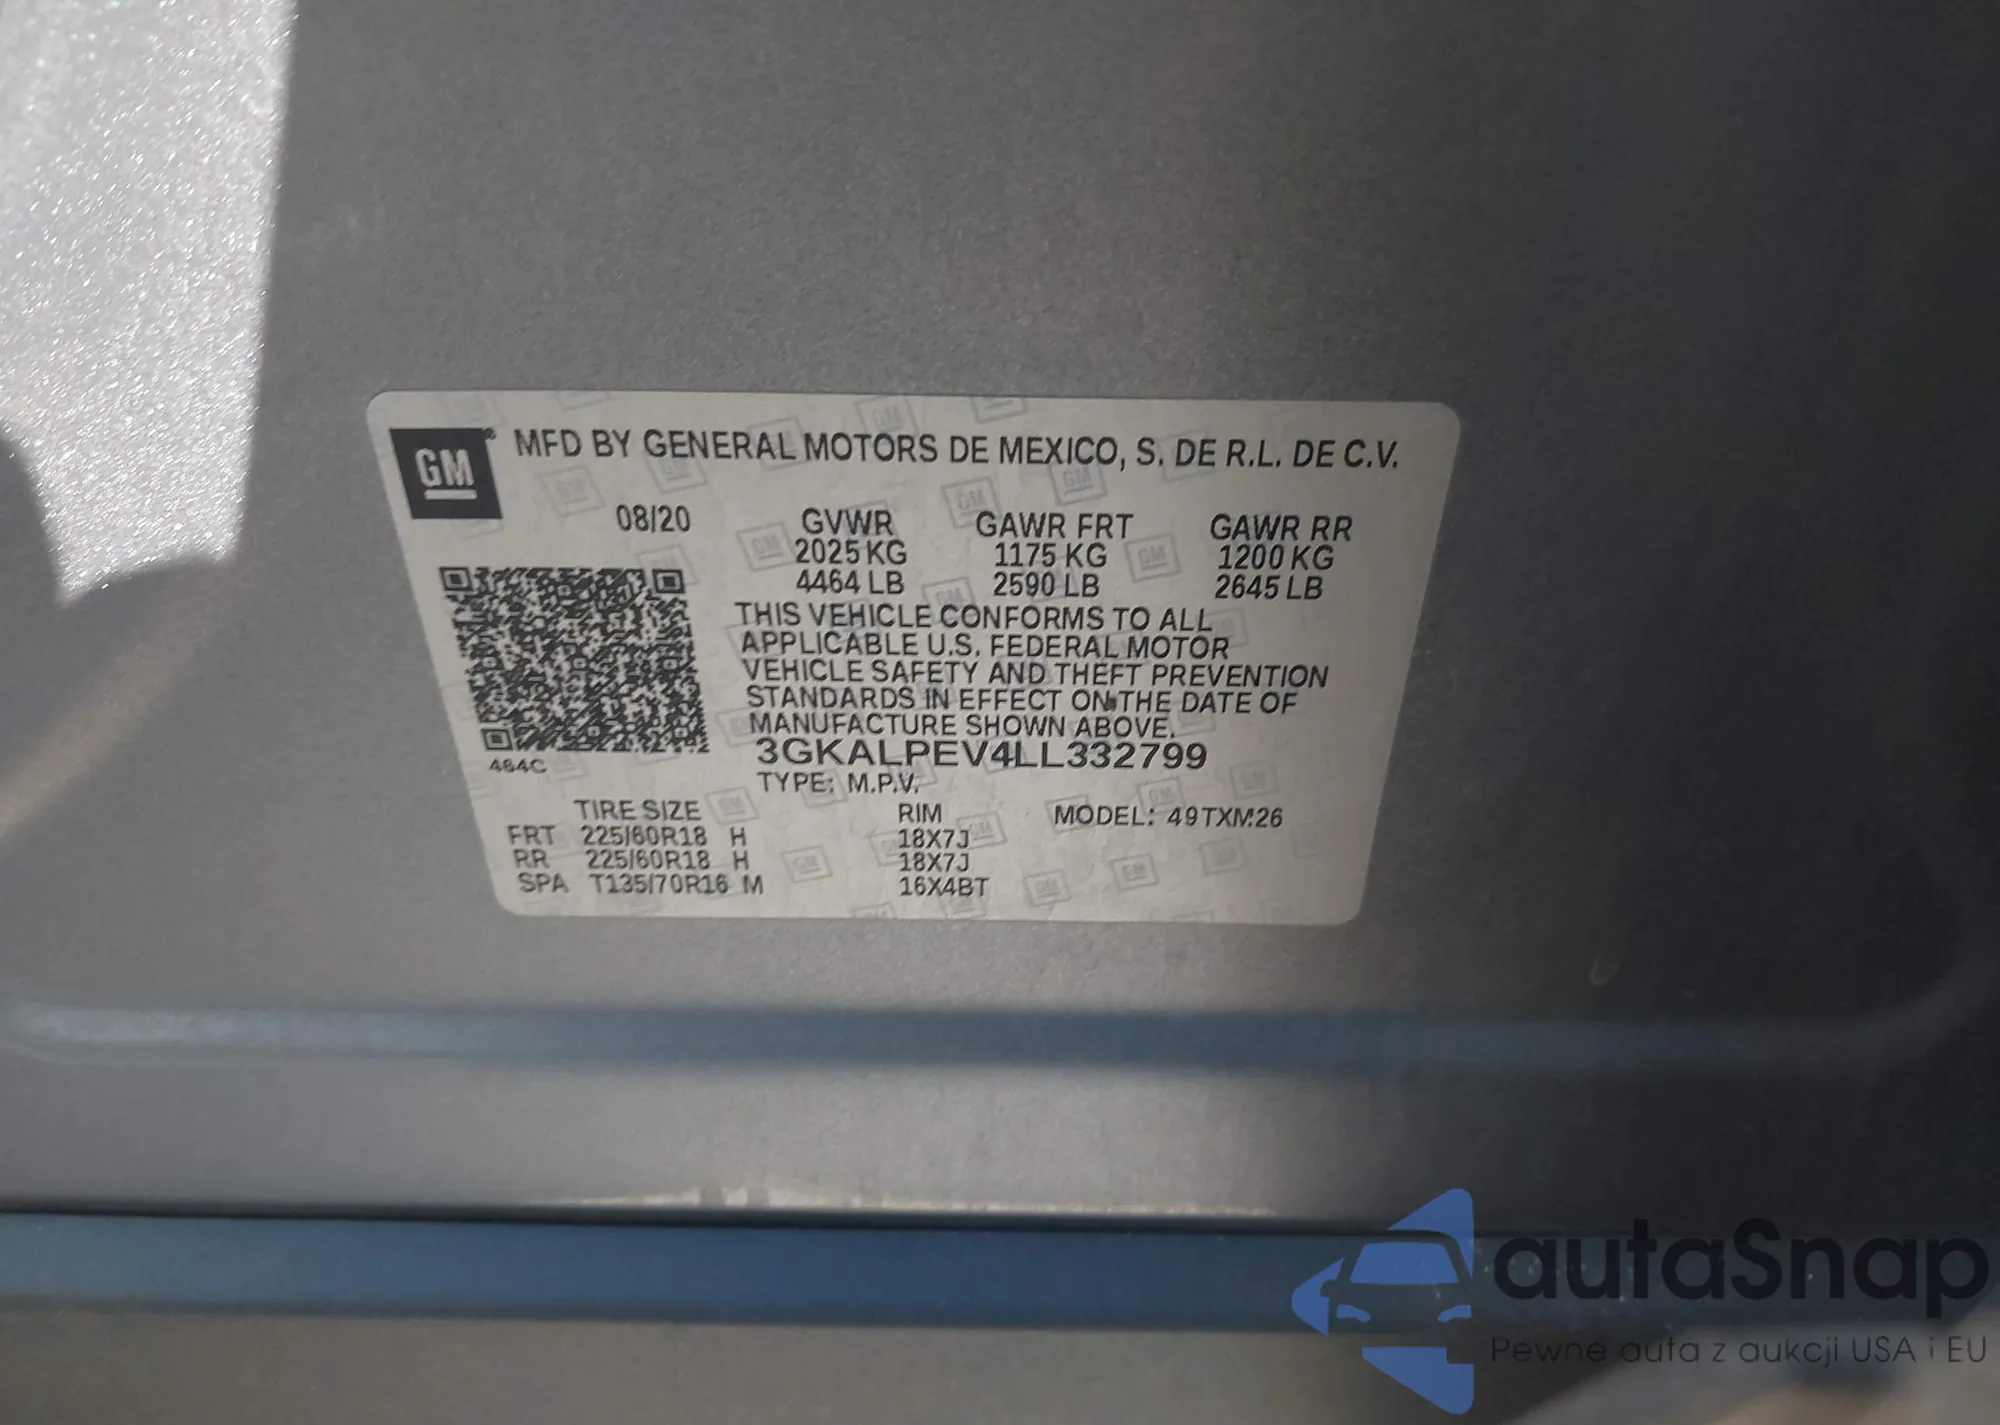 GM® MFD BY GENERAL MOTORS DE MEXICO, S. DE R.L. DE C.V.
08/20 GVWR GAWR FRT GAWR RR
2025 KG 1175 KG 1200 KG
4464 LB 2590 LB 2645 LB
THIS VEHICLE CONFORMS TO ALL
APPLICABLE U.S. FEDERAL MOTOR
VEHICLE SAFETY AND THEFT PREVENTION
STANDARDS IN EFFECT ON THE DATE OF
MANUFACTURE SHOWN ABOVE.
3GKALPEV4LL332799
484C
TYPE: M.P.V.
TIRE SIZE RIM MODEL: 49TXM26
FRT 225/60R18 H 18X7J
RR 225/60R18 H 18X7J
SPA T135/70R16 M 16X4BT
autaSnap
Pewne auta z aukcji USA i EU